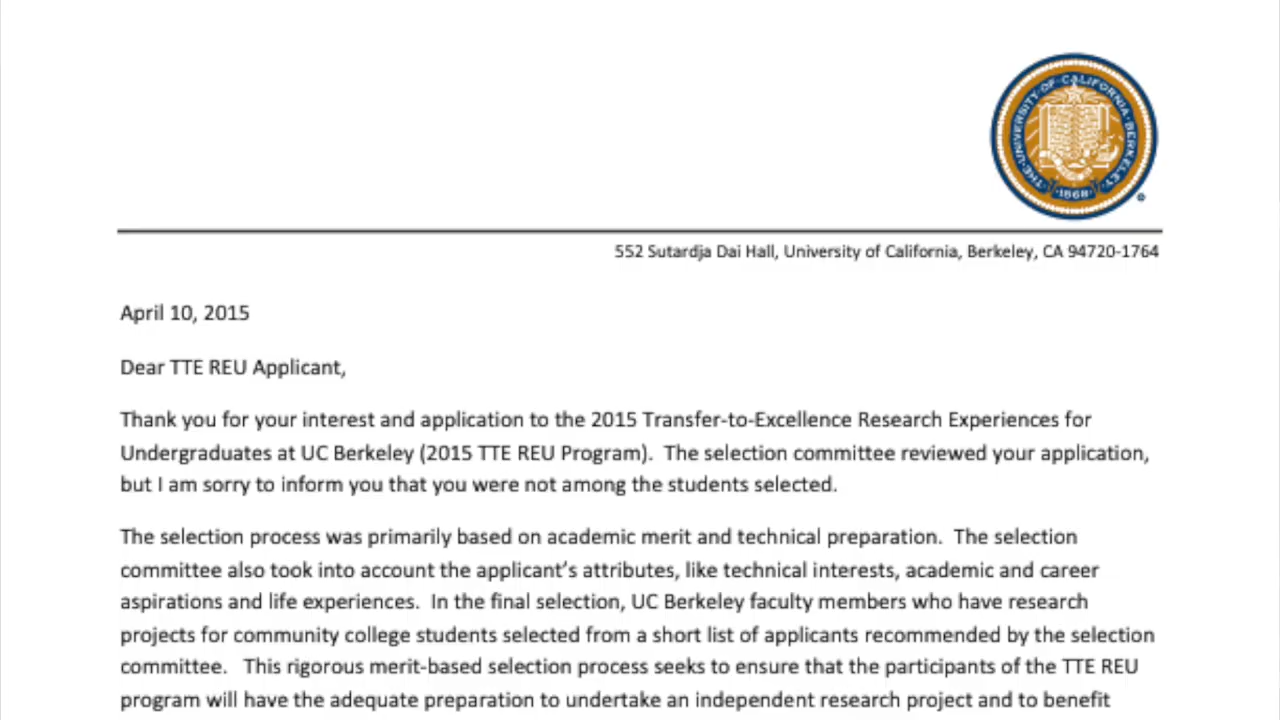 THE·UNIVERSITY·OF·CALIFORNIA·BERKELEY·
·1868·
552 Sutardja Dai Hall, University of California, Berkeley, CA 94720-1764
April 10, 2015
Dear TTE REU Applicant,
Thank you for your interest and application to the 2015 Transfer-to-Excellence Research Experiences for
Undergraduates at UC Berkeley (2015 TTE REU Program).  The selection committee reviewed your application,
but I am sorry to inform you that you were not among the students selected.
The selection process was primarily based on academic merit and technical preparation.  The selection
committee also took into account the applicant’s attributes, like technical interests, academic and career
aspirations and life experiences.  In the final selection, UC Berkeley faculty members who have research
projects for community college students selected from a short list of applicants recommended by the selection
committee.   This rigorous merit-based selection process seeks to ensure that the participants of the TTE REU
program will have the adequate preparation to undertake an independent research project and to benefit